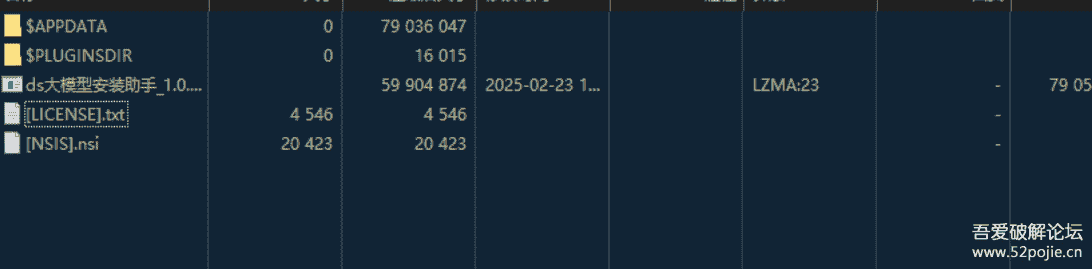 $APPDATA 0 79 036 047
$PLUGINSDIR 0 16 015
ds大模型安装助手_1.0.... 59 904 874 2025-02-23 1... LZMA:23 - 79 05
[LICENSE].txt 4 546 4 546 -
[NSIS].nsi 20 423 20 423 -
吾爱破解论坛
www.52pojie.cn